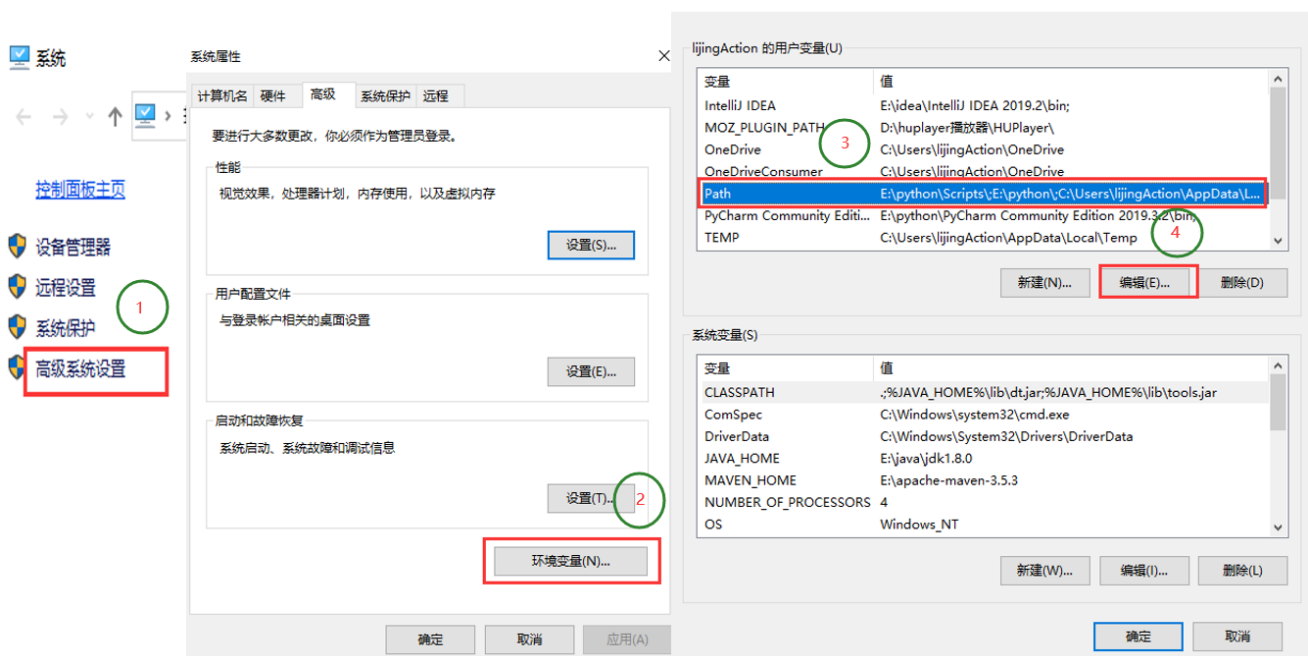 系统
控制面板主页
设备管理器
远程设置
1
系统保护
高级系统设置
系统属性
计算机名 硬件 高级 系统保护 远程
要进行大多数更改，你必须作为管理员登录。
性能
视觉效果，处理器计划，内存使用，以及虚拟内存
设置(S)...
用户配置文件
与登录帐户相关的桌面设置
设置(E)...
启动和故障恢复
系统启动、系统故障和调试信息
设置(T)...
2
环境变量(N)...
确定 取消 应用(A)
lijingAction 的用户变量(U)
变量 值
IntelliJ IDEA E:\idea\IntelliJ IDEA 2019.2\bin;
MOZ_PLUGIN_PATH D:\huplayer播放器\HUPlayer\
3
OneDrive C:\Users\lijingAction\OneDrive
OneDriveConsumer C:\Users\lijingAction\OneDrive
Path E:\python\Scripts\;E:\python\;C:\Users\lijingAction\AppData\L...
PyCharm Community Editi... E:\python\PyCharm Community Edition 2019.3.2\bin;
4
TEMP C:\Users\lijingAction\AppData\Local\Temp
新建(N)... 编辑(E)... 删除(D)
系统变量(S)
变量 值
CLASSPATH .;%JAVA_HOME%\lib\dt.jar;%JAVA_HOME%\lib\tools.jar
ComSpec C:\Windows\system32\cmd.exe
DriverData C:\Windows\System32\Drivers\DriverData
JAVA_HOME E:\java\jdk1.8.0
MAVEN_HOME E:\apache-maven-3.5.3
NUMBER_OF_PROCESSORS 4
OS Windows_NT
新建(W)... 编辑(I)... 删除(L)
确定 取消